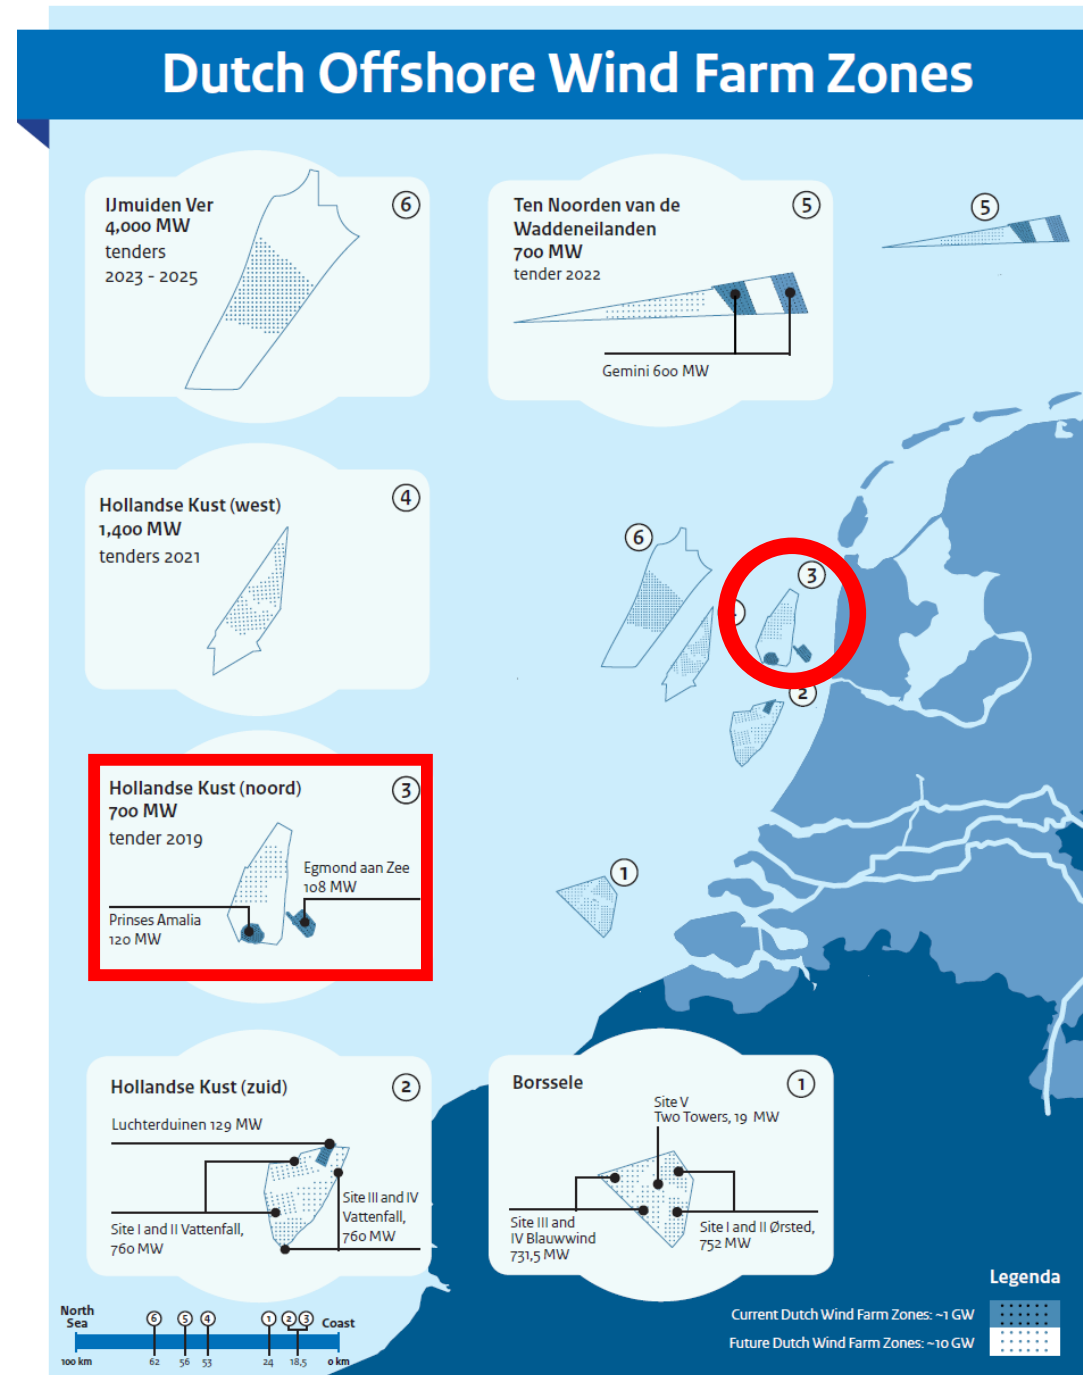 Dutch Offshore Wind Farm Zones
IJmuiden Ver
4,000 MW
tenders
2023 - 2025
6
Ten Noorden van de
Waddeneilanden
700 MW
tender 2022
5
Gemini 600 MW
5
Hollandse Kust (west)
1,400 MW
tenders 2021
4
6
3
2
Hollandse Kust (noord)
700 MW
tender 2019
3
Egmond aan Zee
108 MW
Prinses Amalia
120 MW
1
Hollandse Kust (zuid)
2
Luchterduinen 129 MW
Site III and IV
Vattenfall,
760 MW
Site I and II Vattenfall,
760 MW
Borssele
1
Site V
Two Towers, 19 MW
Site III and
IV Blauwwind
731,5 MW
Site I and II Ørsted,
752 MW
Legenda
Current Dutch Wind Farm Zones: ~1 GW
Future Dutch Wind Farm Zones: ~10 GW
North
Sea
6 5 4 1 2 3
Coast
100 km 62 56 53 24 18,5 0 km